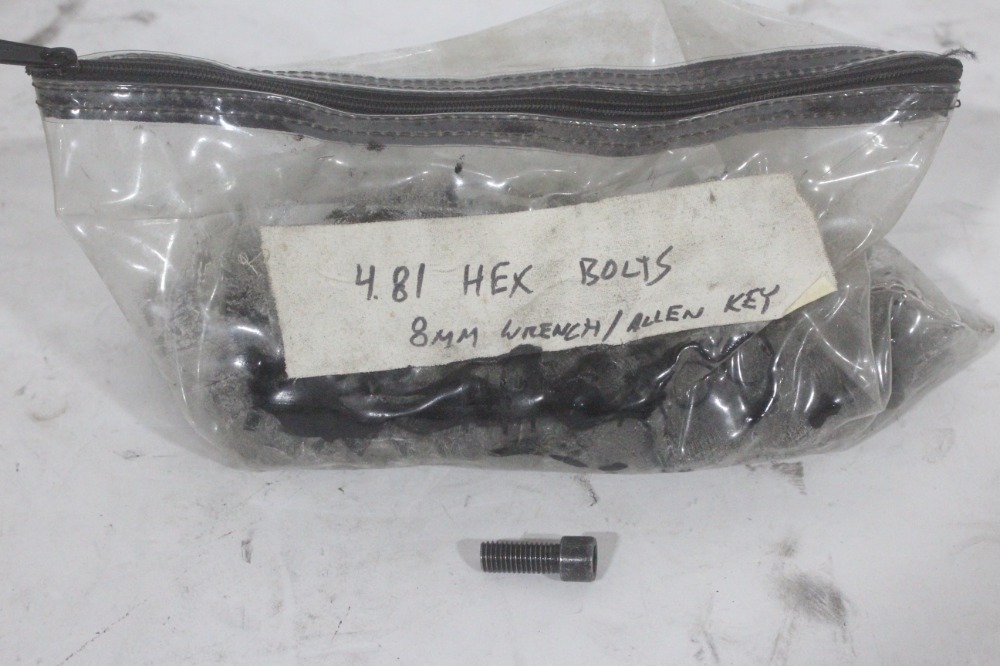 4.81 HEX BOLTS
8MM WRENCH/ALLEN KEY